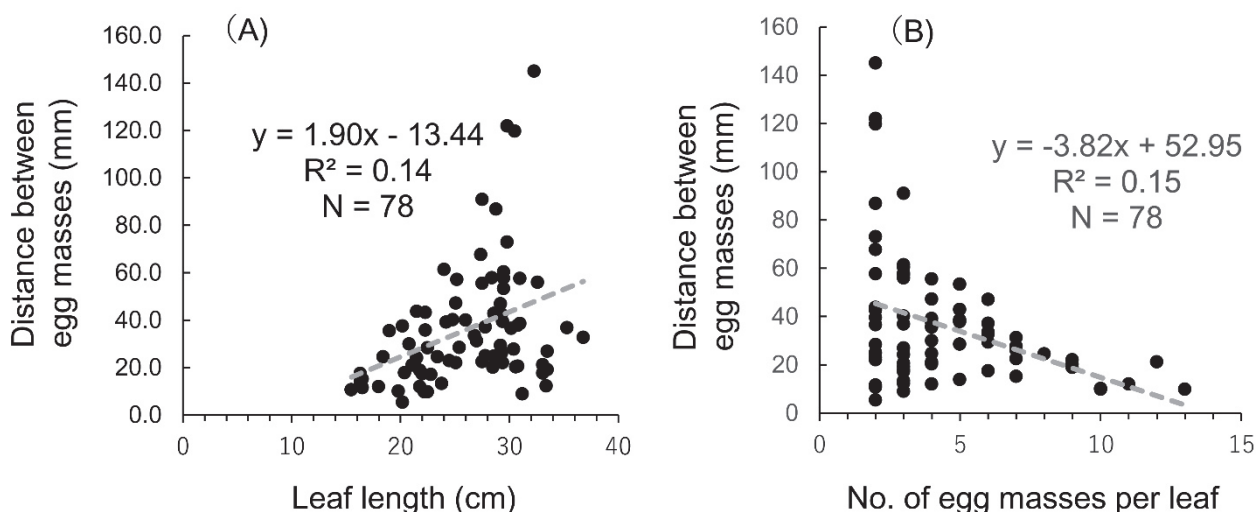 (A)
Distance between
egg masses (mm)
160.0
140.0
120.0
100.0
80.0
60.0
40.0
20.0
0.0
y = 1.90x - 13.44
R² = 0.14
N = 78
0
10
20
30
40
Leaf length (cm)
(B)
Distance between
egg masses (mm)
160
140
120
100
80
60
40
20
0
y = -3.82x + 52.95
R² = 0.15
N = 78
0
5
10
15
No. of egg masses per leaf